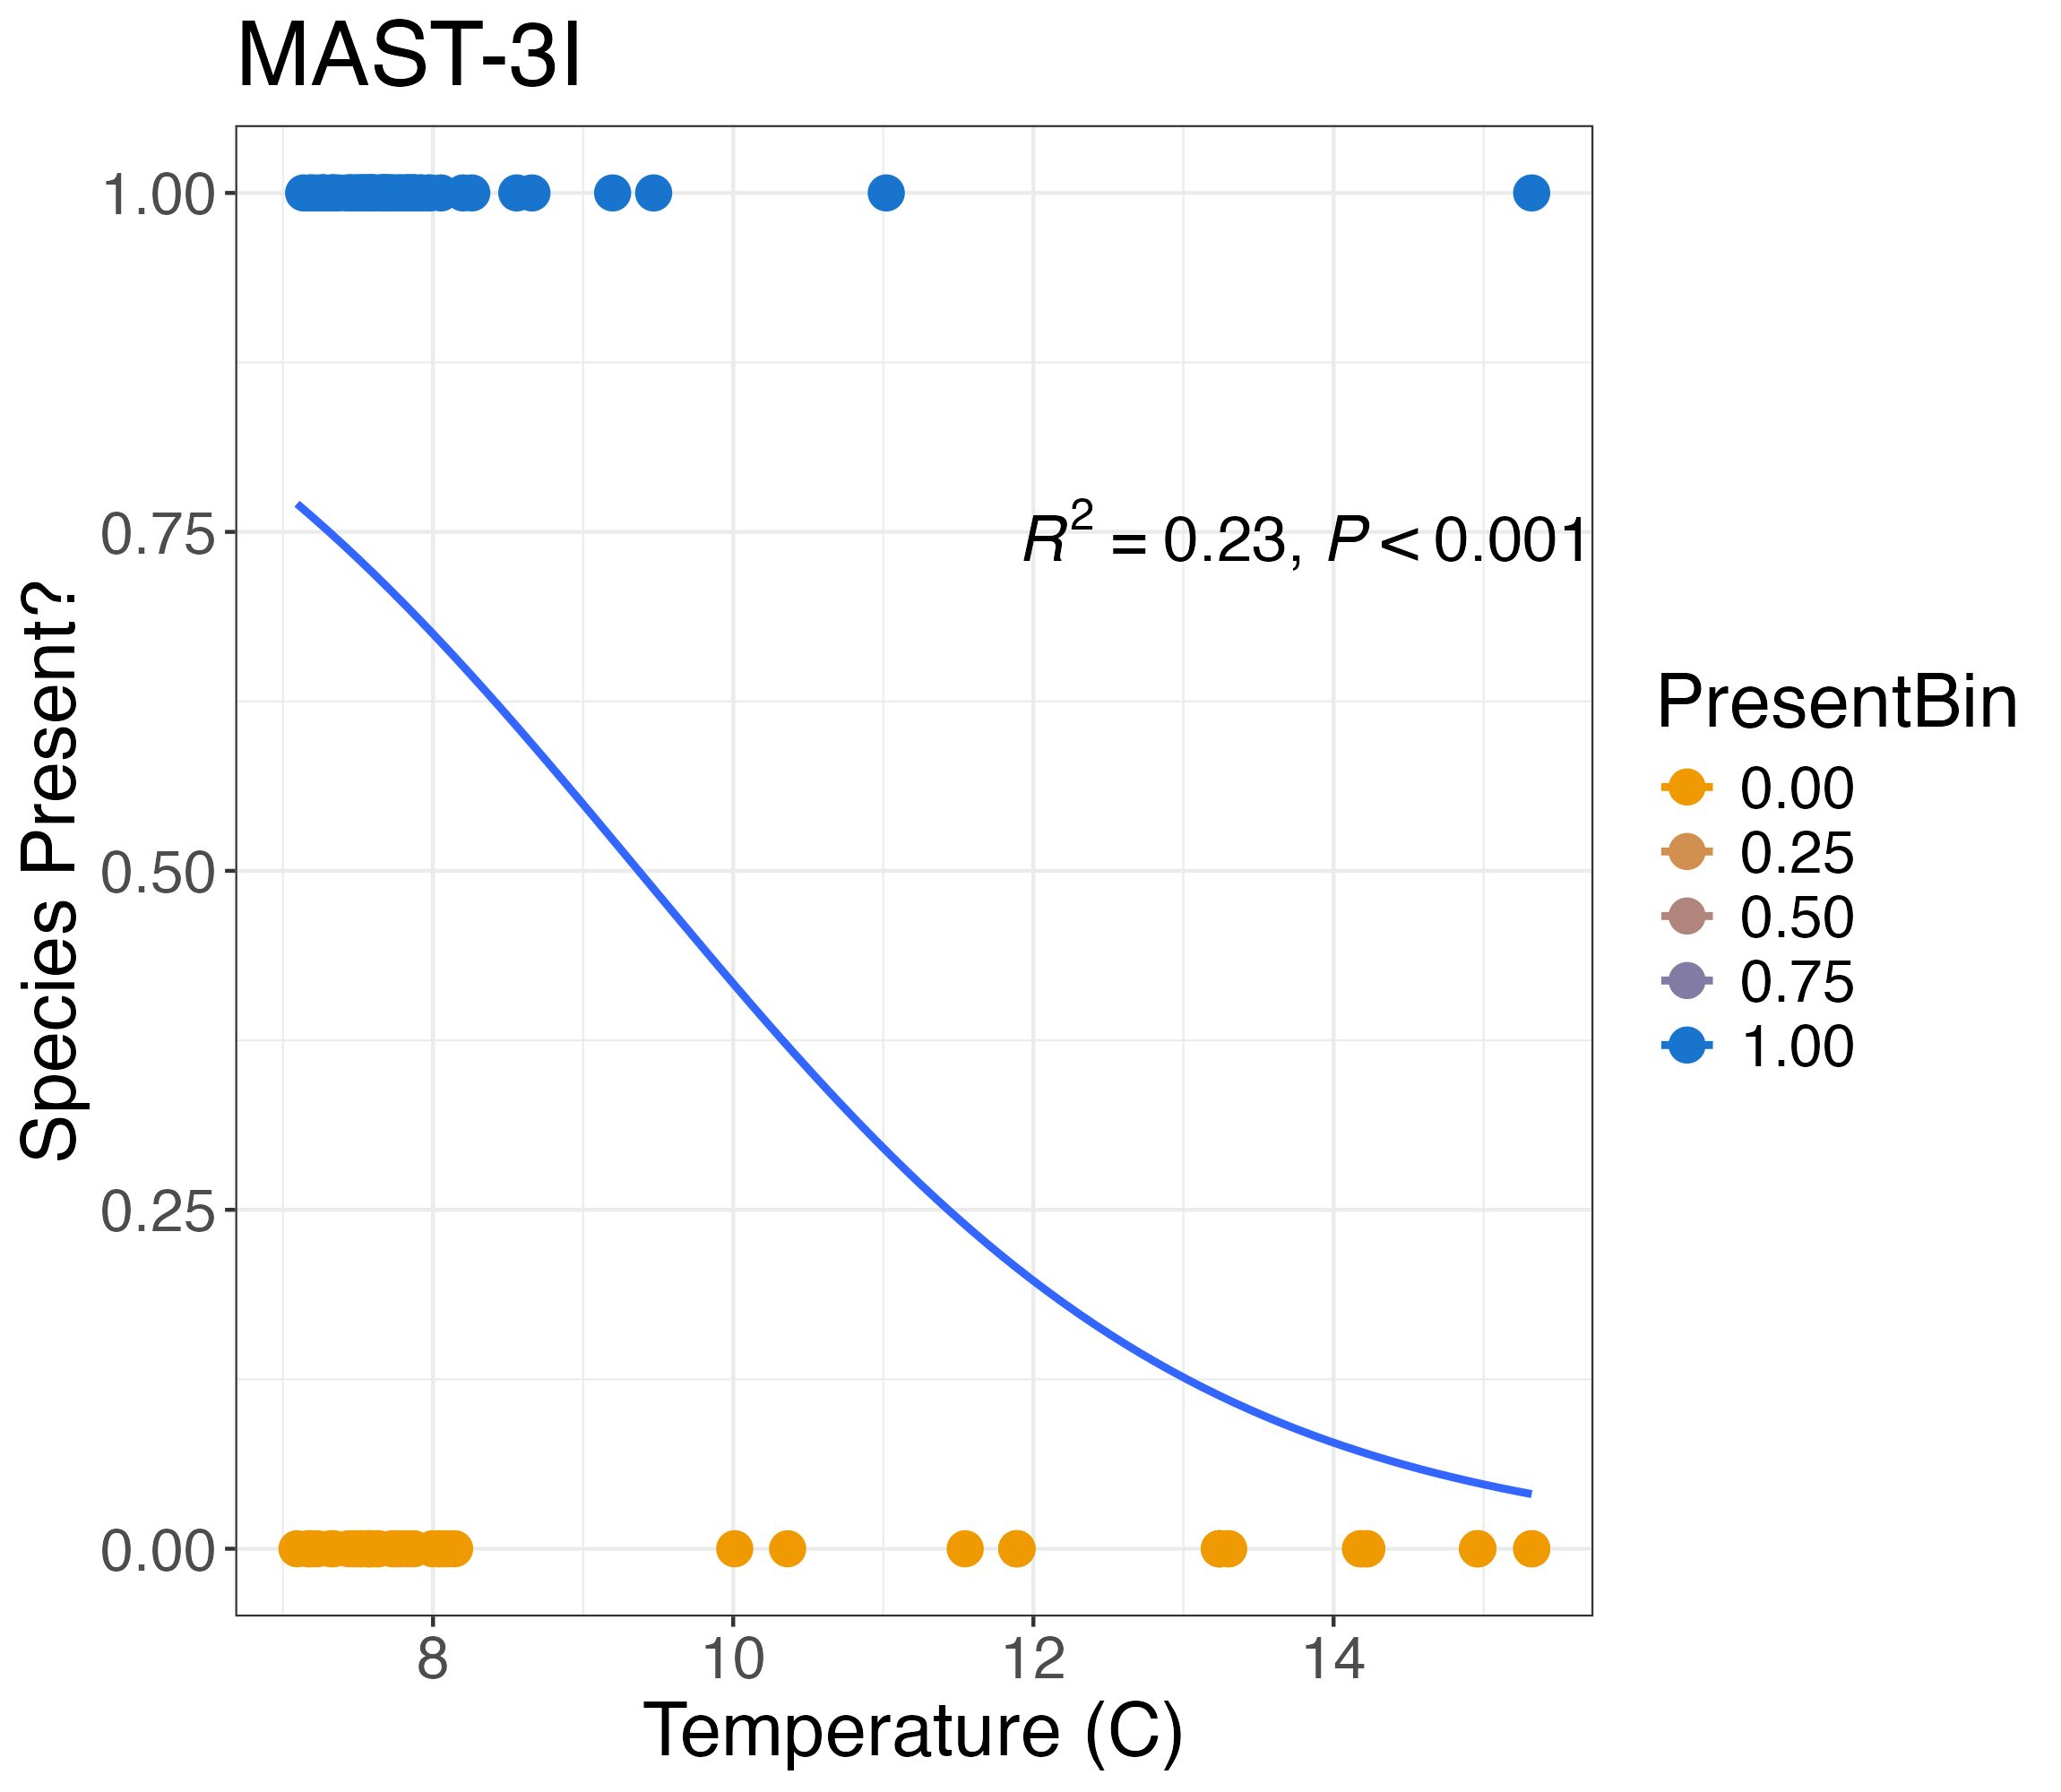 MAST-3I
1.00
0.75
0.50
0.25
0.00
Species Present?
R² = 0.23, P < 0.001
8 10 12 14
Temperature (C)
PresentBin
0.00
0.25
0.50
0.75
1.00